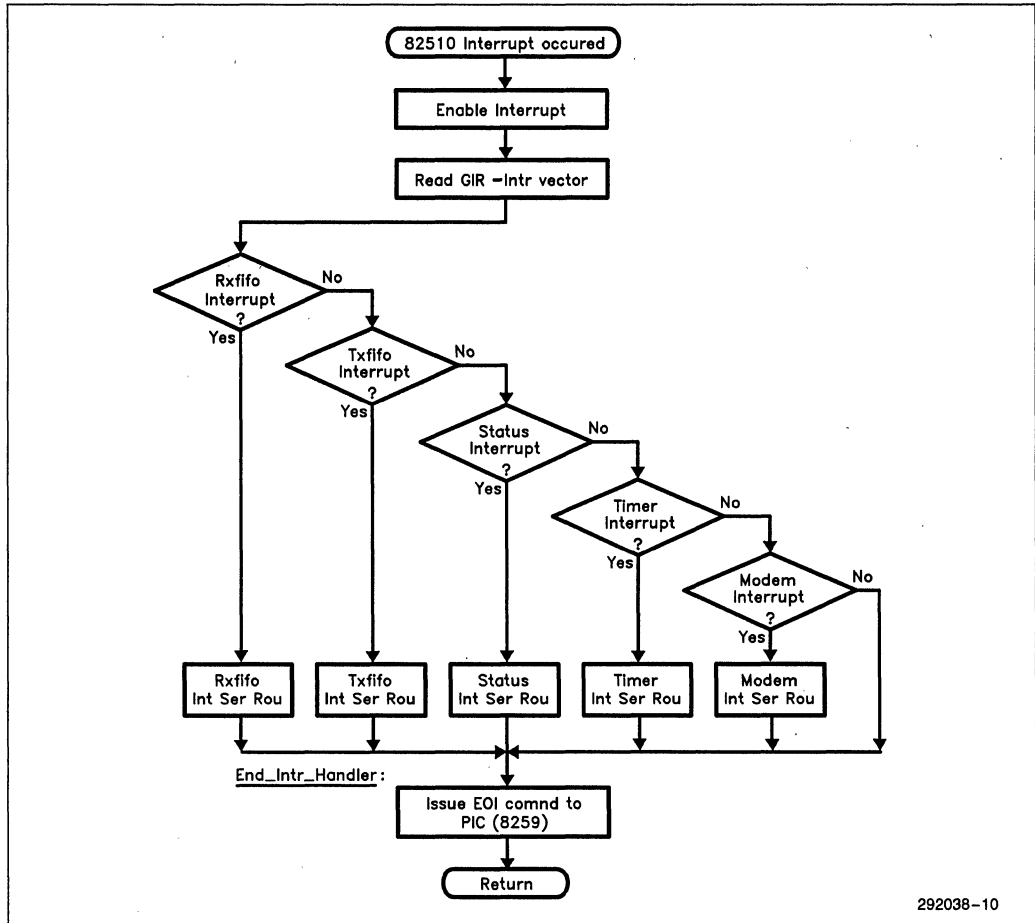 82510 Interrupt occured
Enable Interrupt
Read GIR -Intr vector
Rxfifo
Interrupt
?
No
Yes
Txfifo
Interrupt
?
No
Yes
Status
Interrupt
?
No
Yes
Timer
Interrupt
?
No
Yes
Modem
Interrupt
?
No
Yes
Rxfifo
Int Ser Rou
Txfifo
Int Ser Rou
Status
Int Ser Rou
Timer
Int Ser Rou
Modem
Int Ser Rou
End_Intr_Handler:
Issue EOI comnd to
PIC (8259)
Return
292038-10